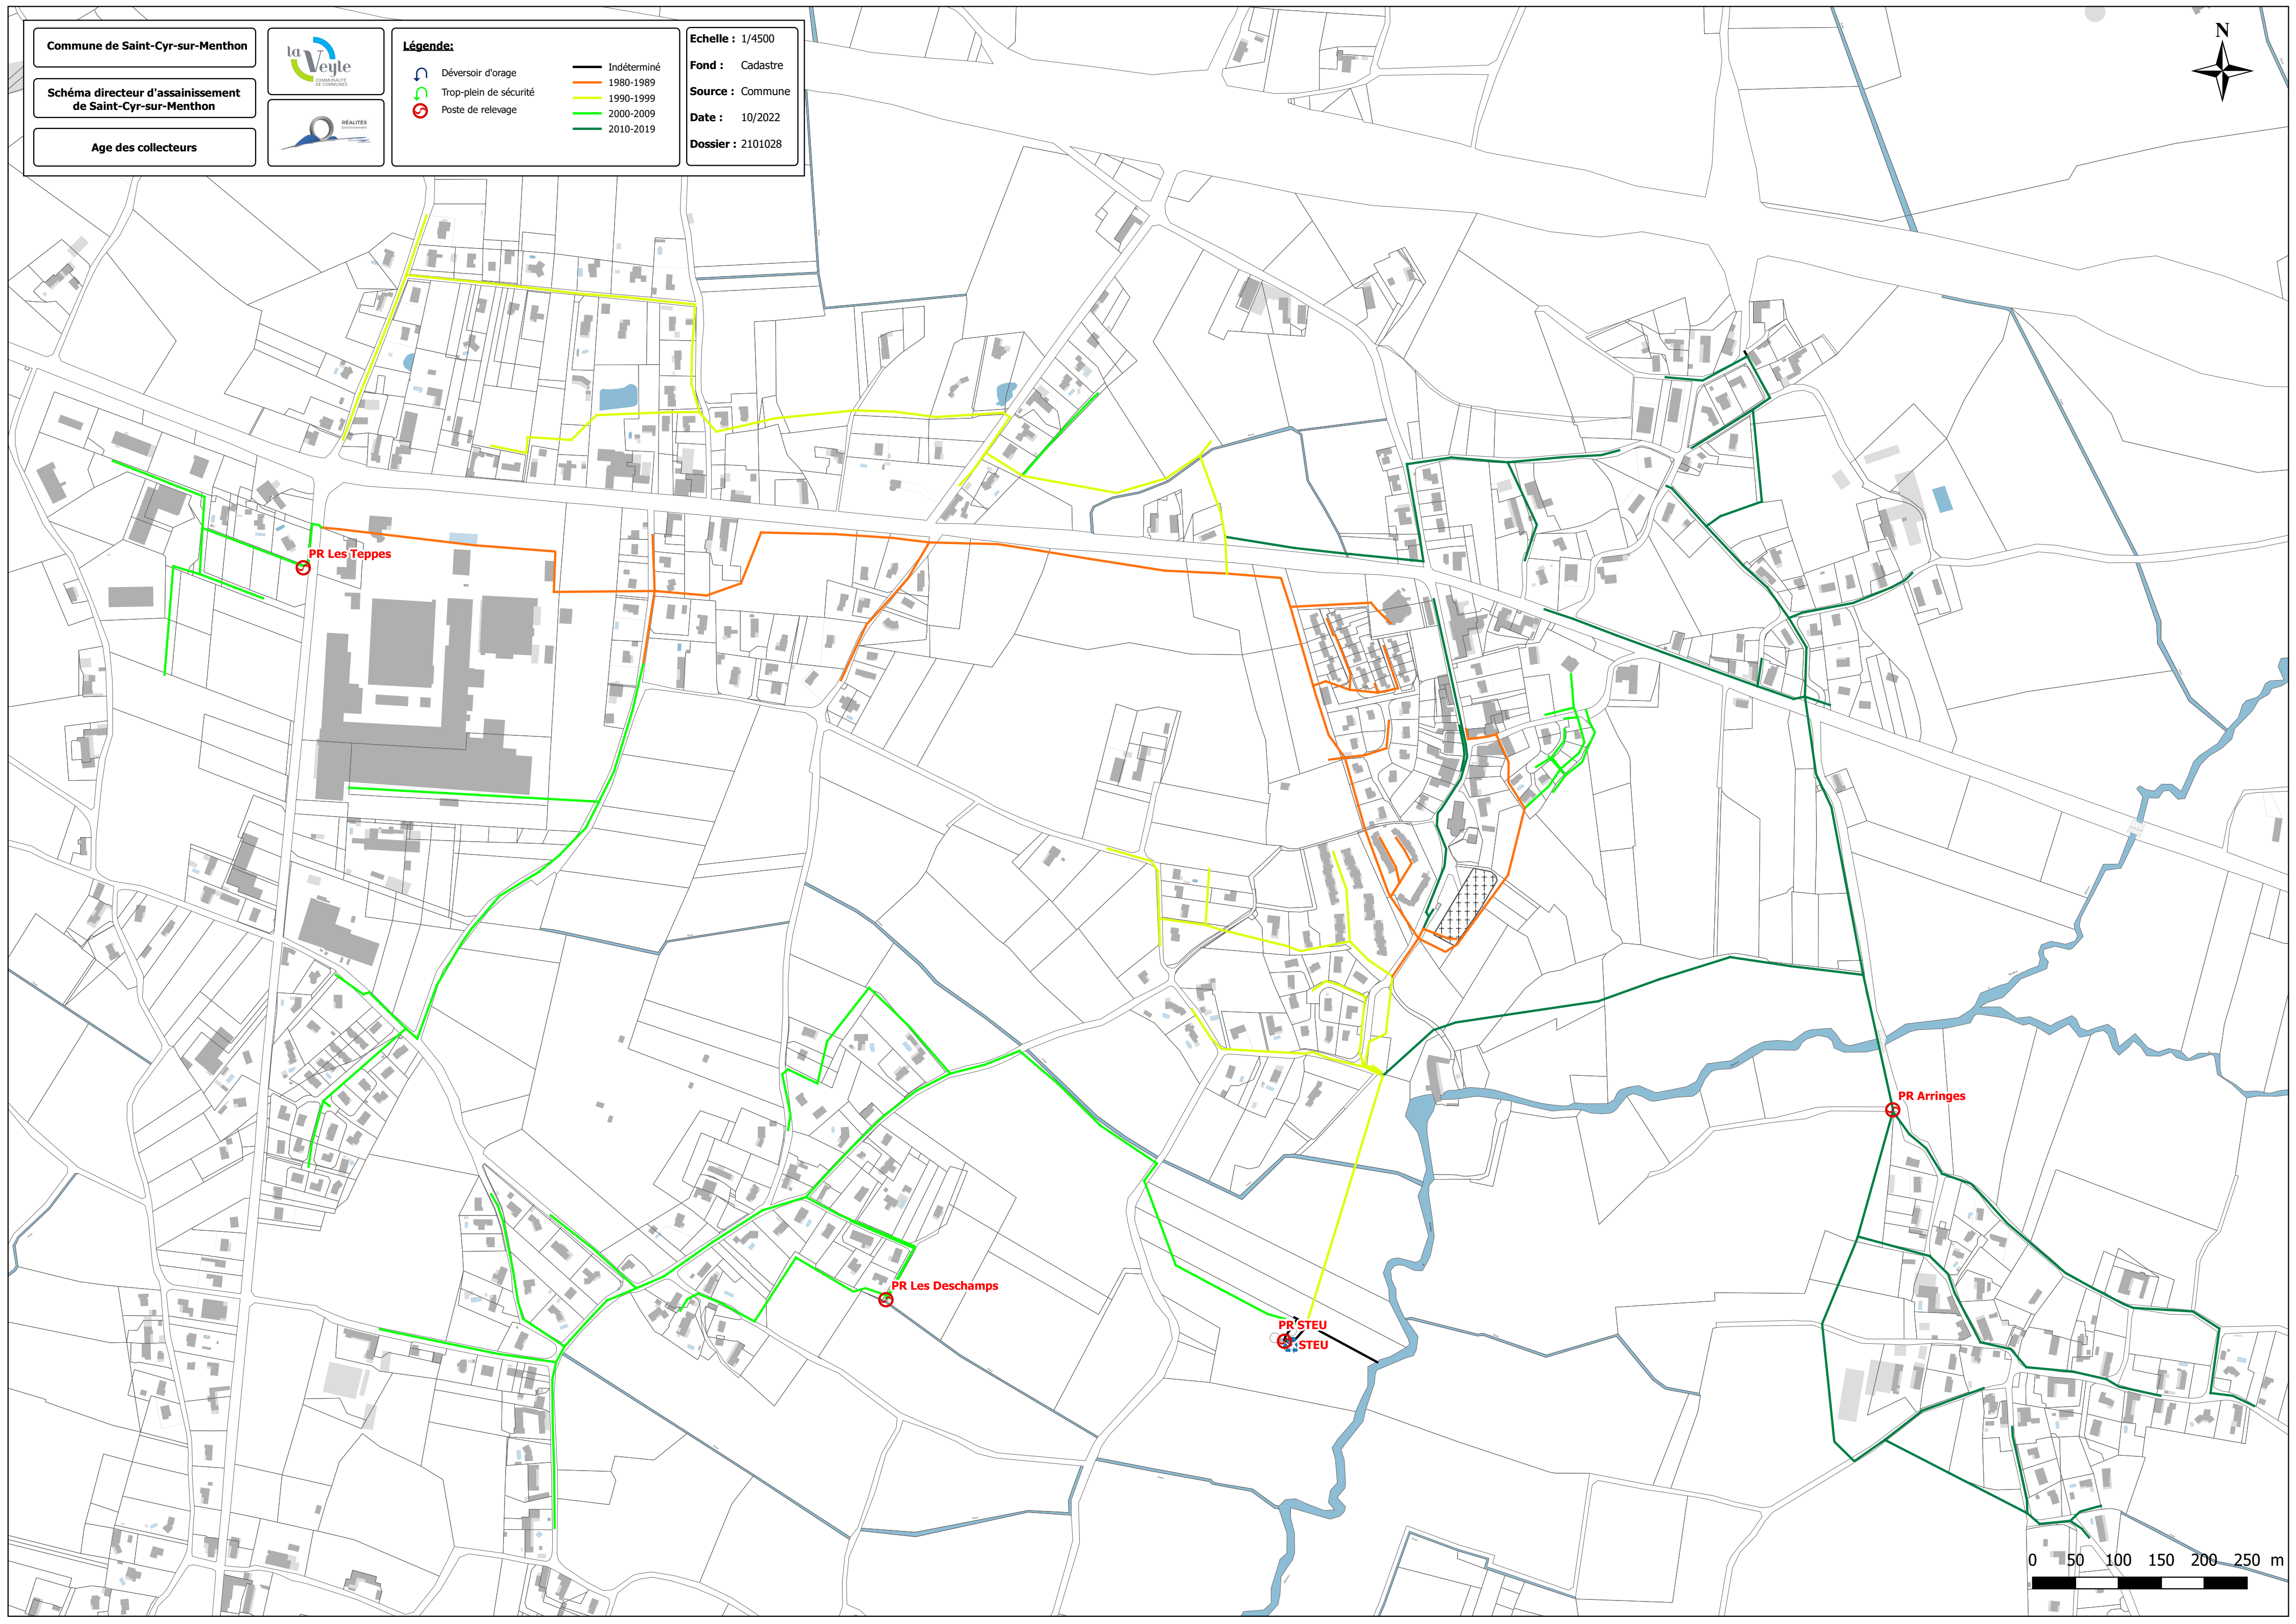 Commune de Saint-Cyr-sur-Menthon
Schéma directeur d'assainissement
de Saint-Cyr-sur-Menthon
Age des collecteurs
la Veyle
COMMUNAUTÉ
DE COMMUNES
RÉALITÉS
Environnement
Légende:
Déversoir d'orage
Trop-plein de sécurité
Poste de relevage
Indéterminé
1980-1989
1990-1999
2000-2009
2010-2019
Echelle : 1/4500
Fond : Cadastre
Source : Commune
Date : 10/2022
Dossier : 2101028
N
PR Les Teppes
PR Arringes
PR Les Deschamps
PR STEU
STEU
0 50 100 150 200 250 m